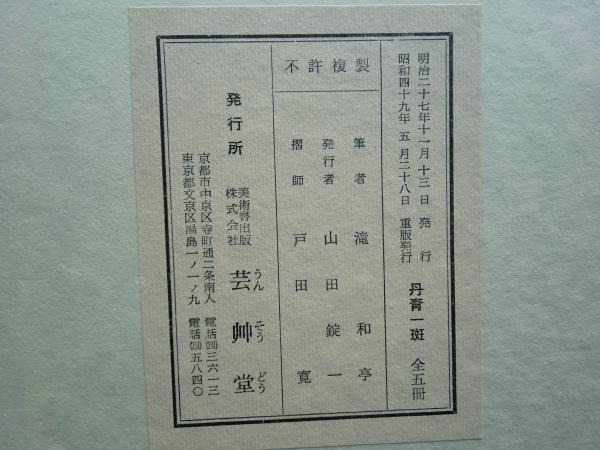 明治二十七年十一月十三日 発行
昭和四十九年五月二十八日 重版発行
丹青一斑 全五冊
不許複製
筆者 滝和亭
発行者 山田錠一
摺師 戸田寛
発行所
美術書出版
株式会社
芸艸堂
うんそうどう
京都市中京区寺町通二条南入 電話(231)三六一三
東京都文京区湯島一ノ一ノ九 電話 五八四〇